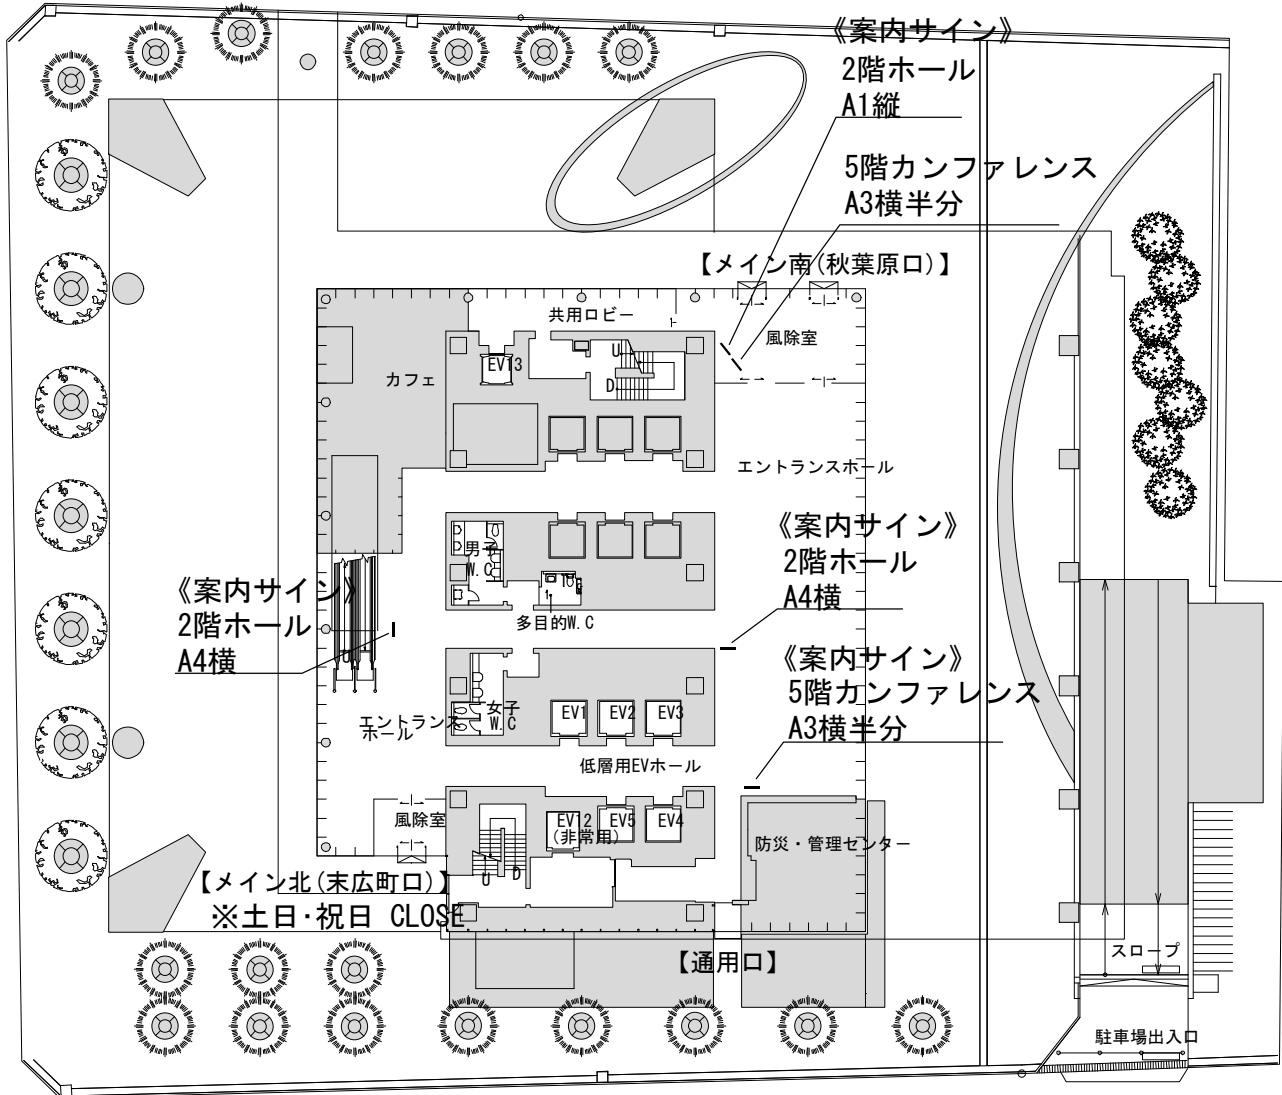 《案内サイン》
2階ホール
A1縦
5階カンファレンス
A3横半分
【メイン南(秋葉原口)】
共用ロビー
風除室
U
EV13
カフェ
D
エントランスホール
《案内サイン》
2階ホール
A4横
男子
W.C
《案内サイン》
2階ホール
A4横
多目的W.C
《案内サイン》
5階カンファレンス
A3横半分
女子
W.C
EV1
EV2
EV3
エントランス
ホール
低層用EVホール
風除室
EV12
(非常用)
EV5
EV4
防災・管理センター
U
D
【メイン北(末広町口)】
※土日・祝日 CLOSE
【通用口】
スロープ
駐車場出入口